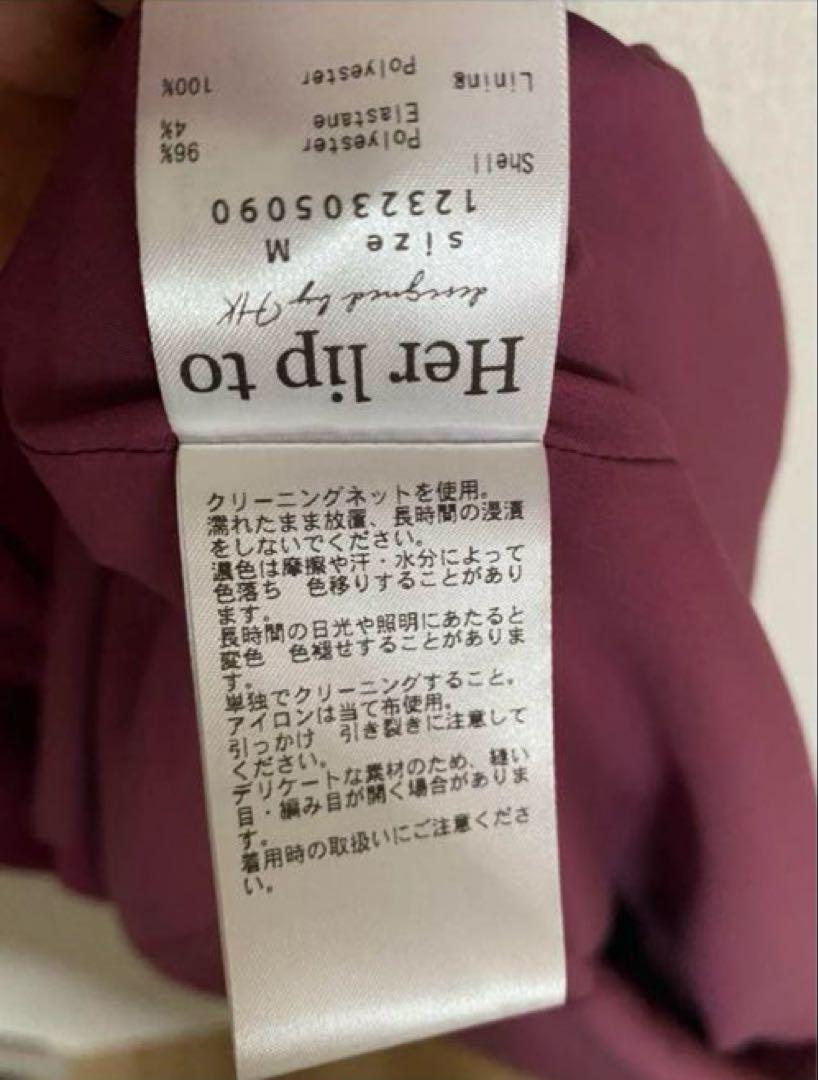 Her lip to
designed by HK
size M
1232305090
Shell
Polyester 96%
Elastane 4%
Lining Polyester 100%
クリーニングネットを使用。
濡れたまま放置、長時間の浸漬
をしないでください。
濃色は摩擦や汗・水分によって
色落ち 色移りすることがあり
ます。
長時間の日光や照明にあたると
変色 色褪せすることがありま
す。
単独でクリーニングすること。
アイロンは当て布使用。
引っかけ 引き裂きに注意して
ください。
デリケートな素材のため、縫い
目・編み目が開く場合がありま
す。
着用時の取扱いにご注意くださ
い。